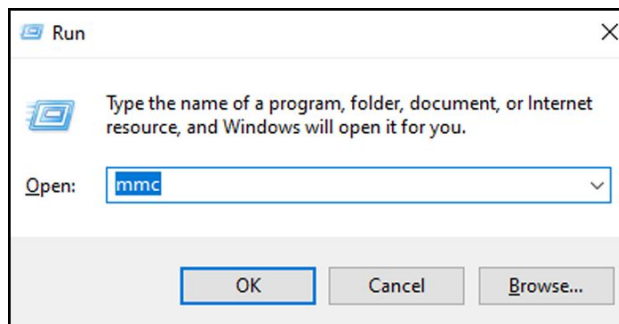 Run
Type the name of a program, folder, document, or Internet
resource, and Windows will open it for you.
Open: mmc
OK Cancel Browse...